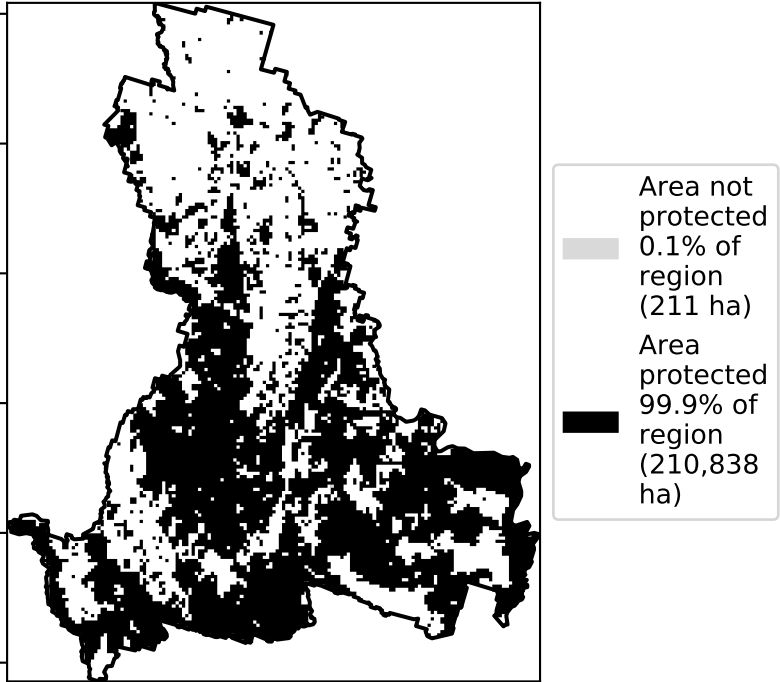 Area not
protected
0.1% of
region
(211 ha)
Area
protected
99.9% of
region
(210,838
ha)